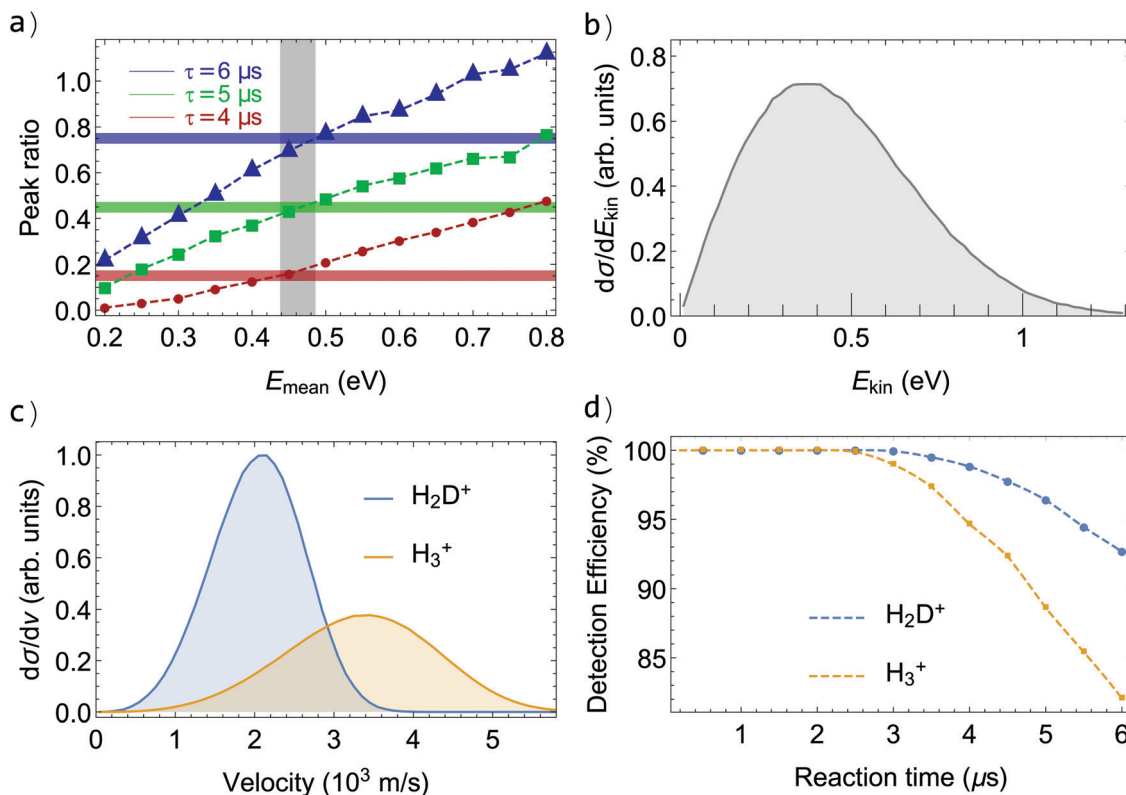 a)
τ = 6 µs
τ = 5 µs
τ = 4 µs
Peak ratio
1.0
0.8
0.6
0.4
0.2
0.0
0.2 0.3 0.4 0.5 0.6 0.7 0.8
E_mean (eV)
b)
dσ/dE_kin (arb. units)
0.8
0.6
0.4
0.2
0.0
0 0.5 1
E_kin (eV)
c)
dσ/dv (arb. units)
1.0
0.8
0.6
0.4
0.2
0.0
H₂D⁺
H₃⁺
0 1 2 3 4 5
Velocity (10³ m/s)
d)
Detection Efficiency (%)
100
95
90
85
H₂D⁺
H₃⁺
1 2 3 4 5 6
Reaction time (µs)